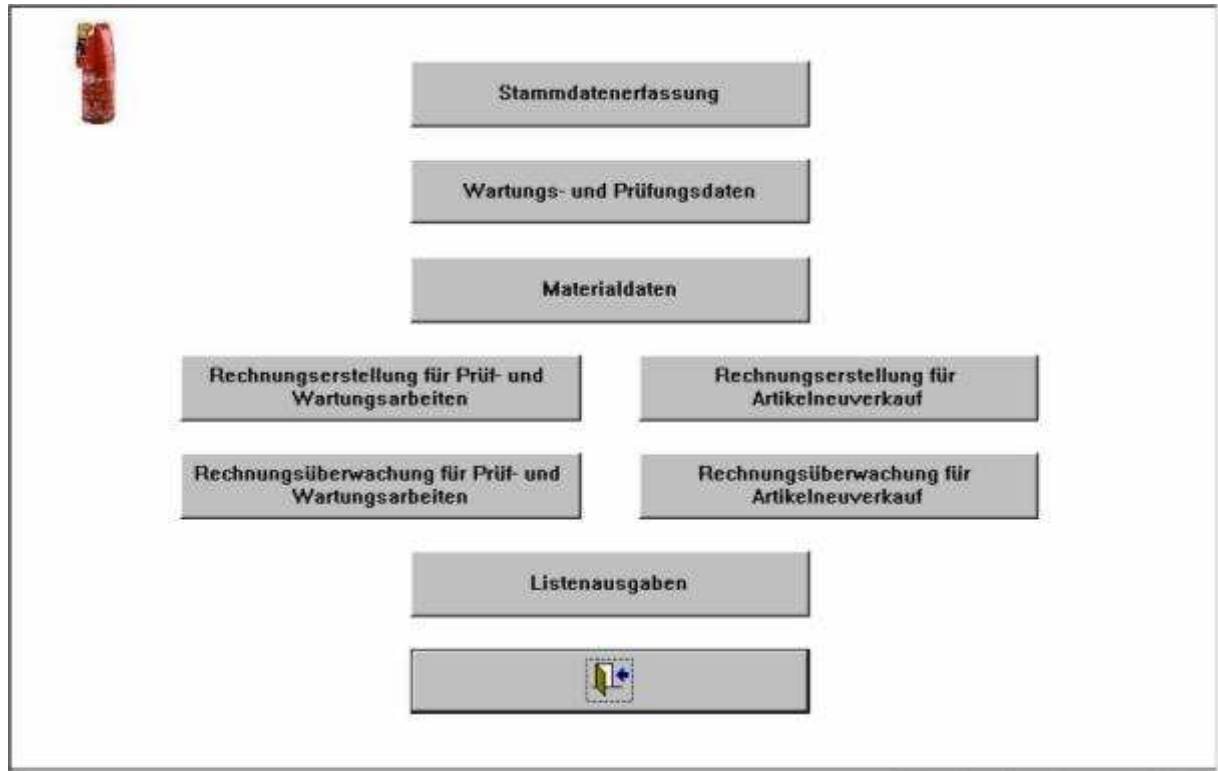 Stammdatenerfassung
Wartungs- und Prüfungsdaten
Materialdaten
Rechnungserstellung für Prüf- und
Wartungsarbeiten
Rechnungserstellung für
Artikelneuverkauf
Rechnungsüberwachung für Prüf- und
Wartungsarbeiten
Rechnungsüberwachung für
Artikelneuverkauf
Listenausgaben